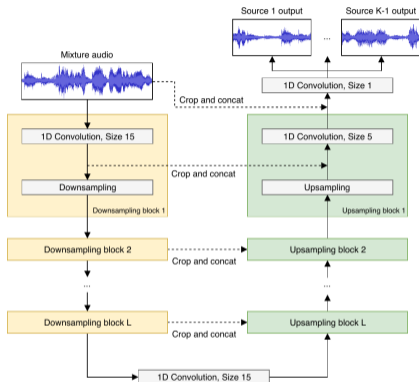 Source 1 output
Source K-1 output
...
Mixture audio
1D Convolution, Size 1
Crop and concat
1D Convolution, Size 15
1D Convolution, Size 5
Crop and concat
Downsampling
Upsampling
Downsampling block 1
Upsampling block 1
Downsampling block 2
Upsampling block 2
Crop and concat
...
...
Downsampling block L
Upsampling block L
Crop and concat
1D Convolution, Size 15